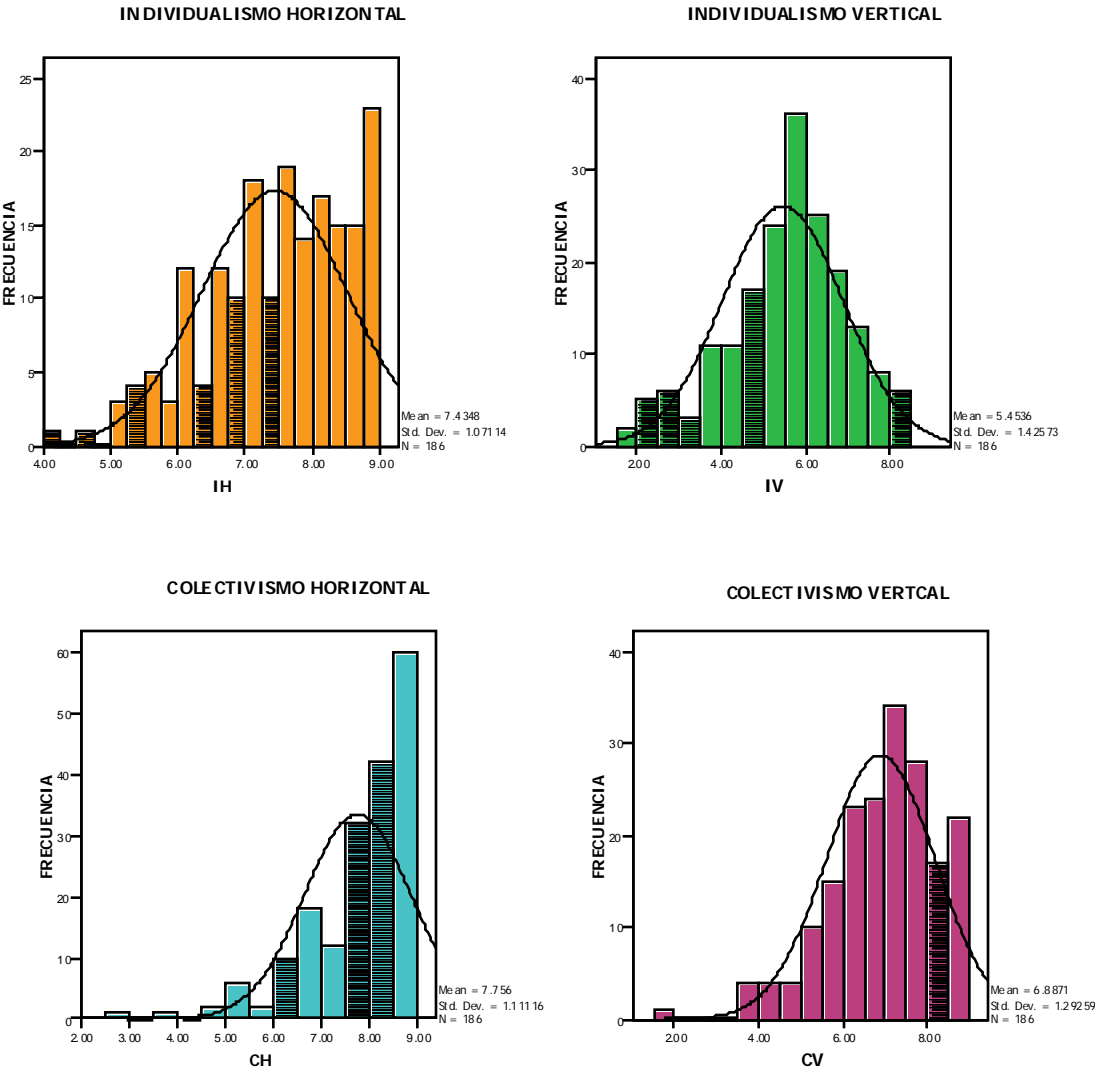 INDIVIDUALISMO HORIZONTAL
25
20
15
10
5
0
FRECUENCIA
4.00 5.00 6.00 7.00 8.00 9.00
IH
Mean = 7.4348
Std. Dev. = 1.07114
N = 186
INDIVIDUALISMO VERTICAL
40
30
20
10
0
FRECUENCIA
2.00 4.00 6.00 8.00
IV
Mean = 5.4536
Std. Dev. = 1.42573
N = 186
COLECTIVISMO HORIZONTAL
60
50
40
30
20
10
0
FRECUENCIA
2.00 3.00 4.00 5.00 6.00 7.00 8.00 9.00
CH
Mean = 7.756
Std. Dev. = 1.11116
N = 186
COLECTIVISMO VERTCAL
40
30
20
10
0
FRECUENCIA
2.00 4.00 6.00 8.00
CV
Mean = 6.8871
Std. Dev. = 1.29259
N = 186